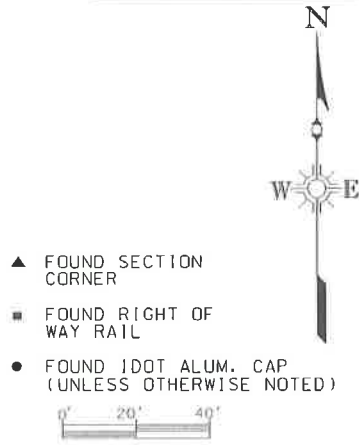 N
W E
▲ FOUND SECTION
CORNER
■ FOUND RIGHT OF
WAY RAIL
● FOUND IDOT ALUM. CAP
(UNLESS OTHERWISE NOTED)
0' 20' 40'